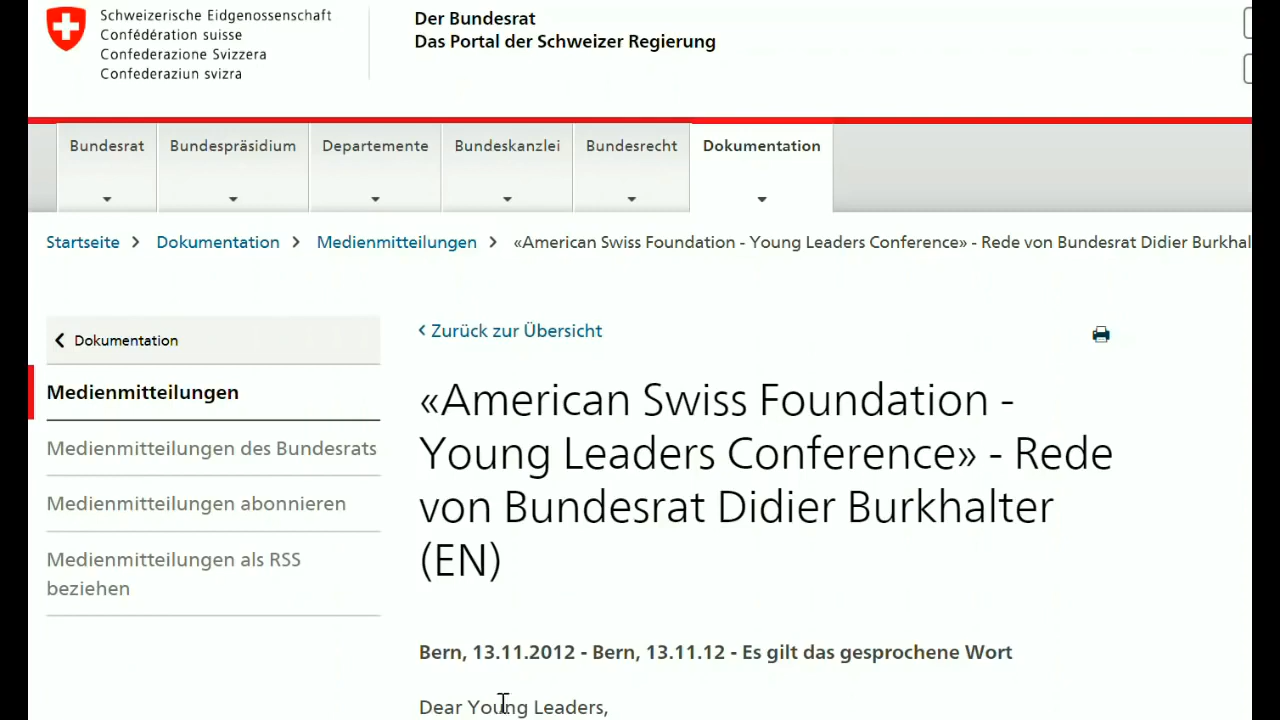 Schweizerische Eidgenossenschaft
Confédération suisse
Confederazione Svizzera
Confederaziun svizra
Der Bundesrat
Das Portal der Schweizer Regierung
Bundesrat
Bundespräsidium
Departemente
Bundeskanzlei
Bundesrecht
Dokumentation
Startseite > Dokumentation > Medienmitteilungen > «American Swiss Foundation - Young Leaders Conference» - Rede von Bundesrat Didier Burkhal
Dokumentation
Medienmitteilungen
Medienmitteilungen des Bundesrats
Medienmitteilungen abonnieren
Medienmitteilungen als RSS
beziehen
Zurück zur Übersicht
«American Swiss Foundation -
Young Leaders Conference» - Rede
von Bundesrat Didier Burkhalter
(EN)
Bern, 13.11.2012 - Bern, 13.11.12 - Es gilt das gesprochene Wort
Dear Young Leaders,